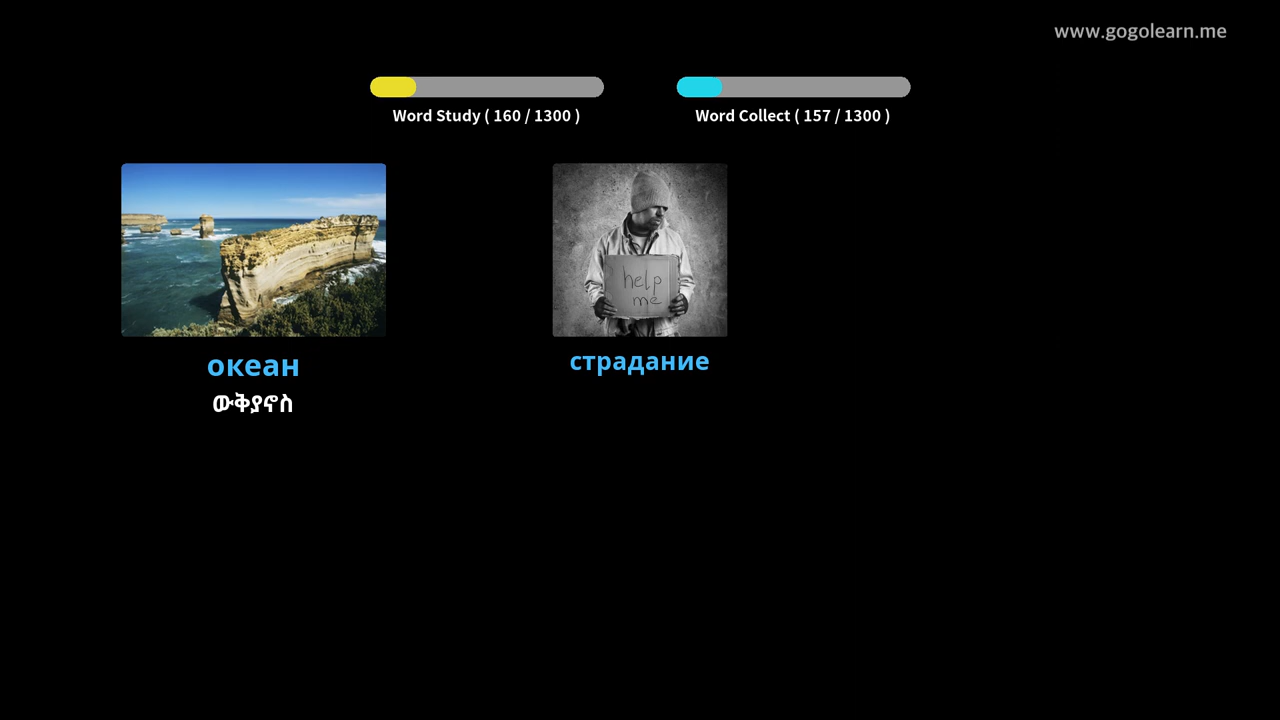 www.gogolearn.me
Word Study ( 160 / 1300 )
Word Collect ( 157 / 1300 )
help
me
океан
ውቅያኖስ
страдание